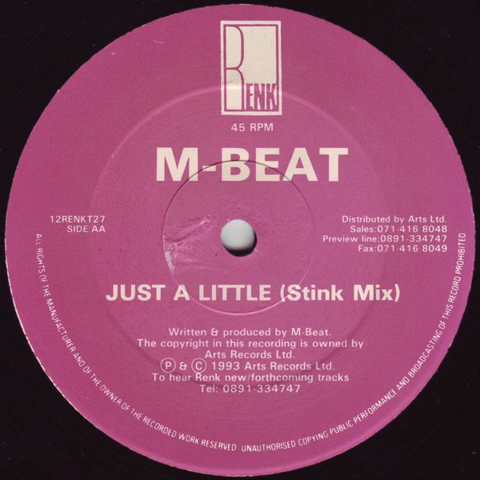 RENK
45 RPM
M-BEAT
12RENKT27
SIDE AA
Distributed by Arts Ltd.
Sales:071-416 8048
Preview line:0891-334747
Fax:071-416 8049
JUST A LITTLE (Stink Mix)
Written & produced by M-Beat.
The copyright in this recording is owned by
Arts Records Ltd.
Ⓟ & © 1993 Arts Records Ltd.
To hear Renk new/forthcoming tracks
Tel: 0891-334747
ALL RIGHTS OF THE MANUFACTURER AND OF THE OWNER OF THE RECORDED WORK RESERVED UNAUTHORISED COPYING PUBLIC PERFORMANCE AND BROADCASTING OF THIS RECORD PROHIBITED